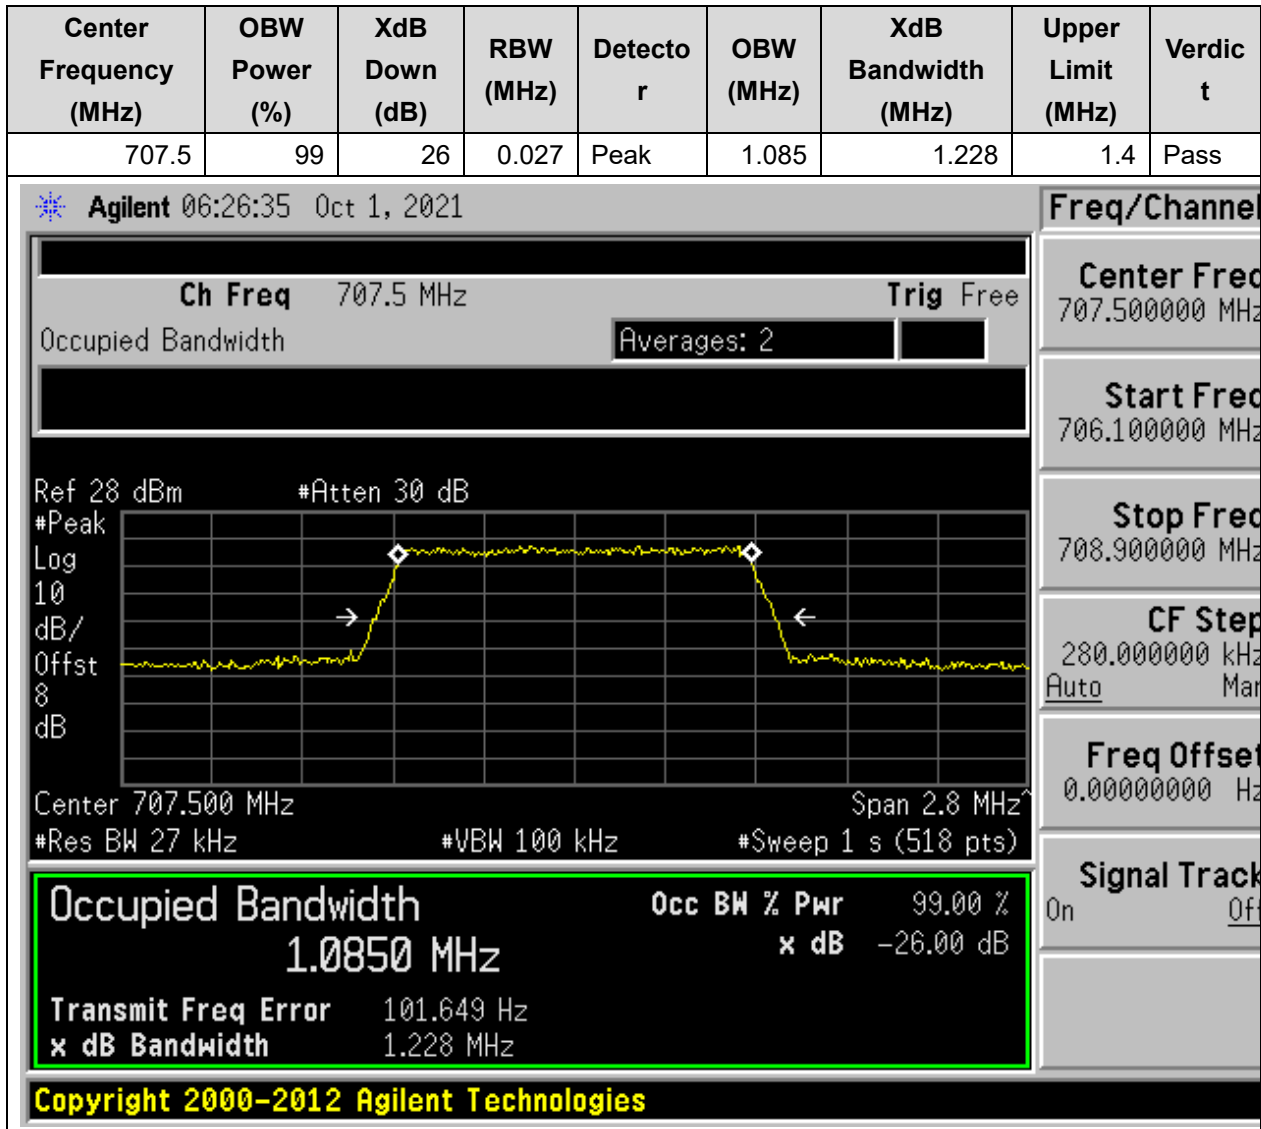 Center Frequency (MHz) OBW Power (%) XdB Down (dB) RBW (MHz) Detector OBW (MHz) XdB Bandwidth (MHz) Upper Limit (MHz) Verdict
707.5 99 26 0.027 Peak 1.085 1.228 1.4 Pass
Agilent 06:26:35 Oct 1, 2021
Freq/Channel
Ch Freq 707.5 MHz Trig Free
Occupied Bandwidth Averages: 2
Center Freq
707.500000 MHz
Start Freq
706.100000 MHz
Stop Freq
708.900000 MHz
CF Step
280.000000 kHz
Auto Man
Freq Offset
0.00000000 Hz
Signal Track
On Off
Ref 28 dBm #Atten 30 dB
#Peak
Log
10
dB/
Offst
8
dB
Center 707.500 MHz Span 2.8 MHz^
#Res BW 27 kHz #VBW 100 kHz #Sweep 1 s (518 pts)
Occupied Bandwidth Occ BW % Pwr 99.00 %
1.0850 MHz x dB -26.00 dB
Transmit Freq Error 101.649 Hz
x dB Bandwidth 1.228 MHz
Copyright 2000-2012 Agilent Technologies